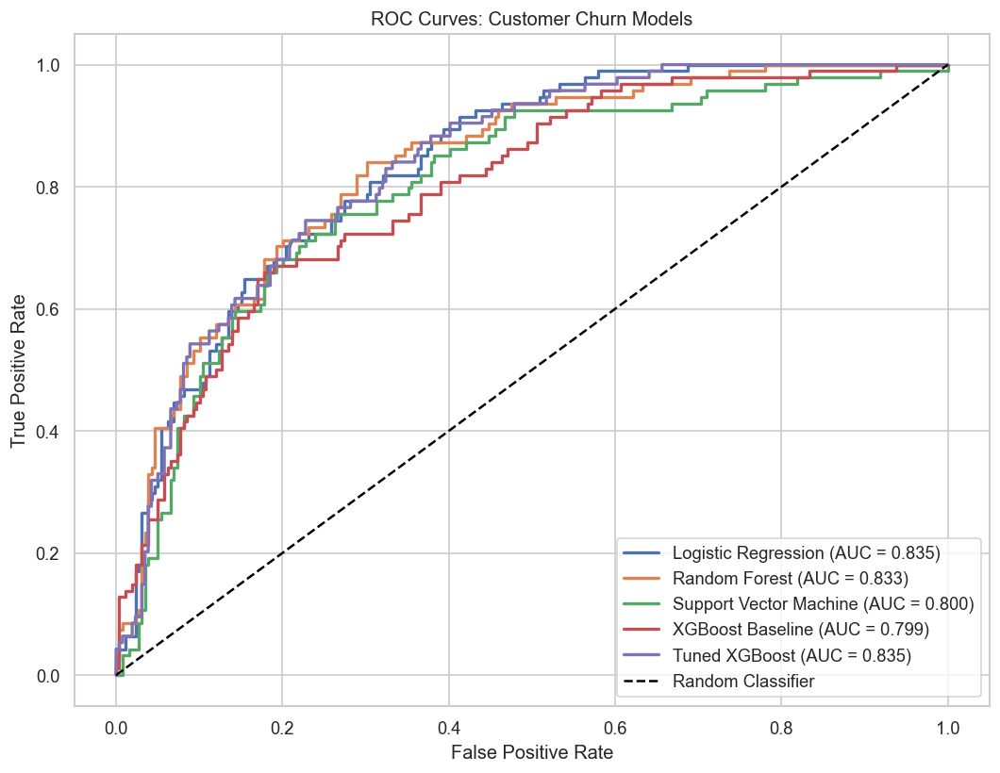 ROC Curves: Customer Churn Models
True Positive Rate
1.0
0.8
0.6
0.4
0.2
0.0
Logistic Regression (AUC = 0.835)
Random Forest (AUC = 0.833)
Support Vector Machine (AUC = 0.800)
XGBoost Baseline (AUC = 0.799)
Tuned XGBoost (AUC = 0.835)
Random Classifier
0.0 0.2 0.4 0.6 0.8 1.0
False Positive Rate